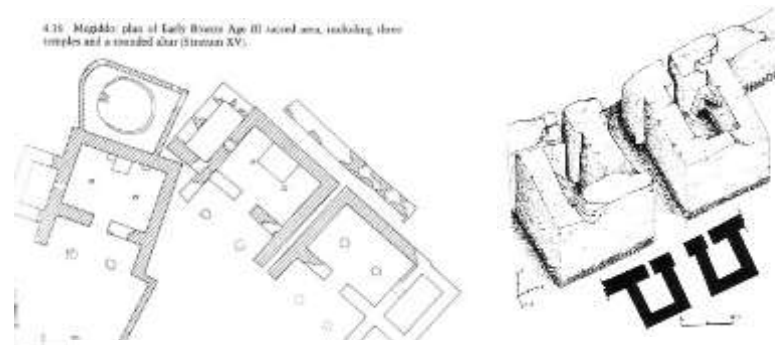 4.16 Megiddo: plan of Early Bronze Age III sacred area, including three
temples and a rounded altar (Stratum XV).